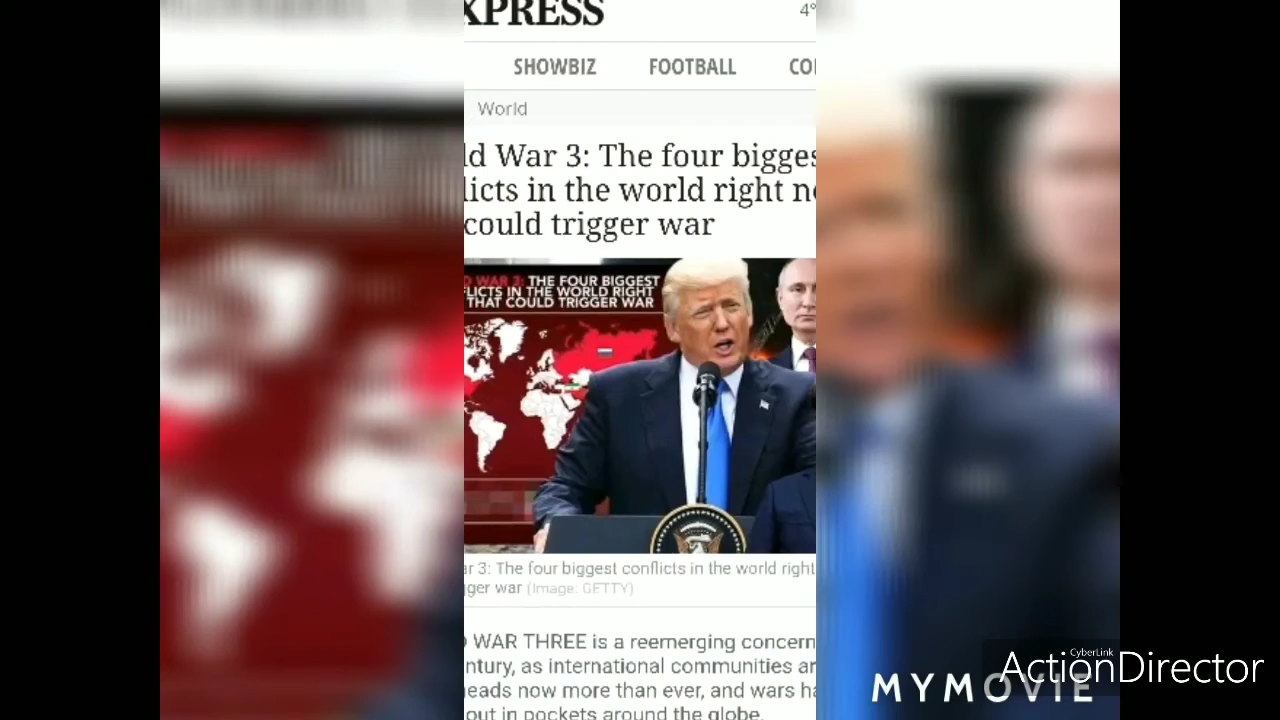 XPRESS
4°
SHOWBIZ FOOTBALL CO
World
ld War 3: The four bigges
licts in the world right n
could trigger war
D WAR 3: THE FOUR BIGGEST
FLICTS IN THE WORLD RIGHT
THAT COULD TRIGGER WAR
ar 3: The four biggest conflicts in the world right
gger war (Image: GETTY)
D WAR THREE is a reemerging concern
ntury, as international communities ar
eads now more than ever, and wars ha
out in pockets around the globe.
CyberLink
ActionDirector
MYMOVIE